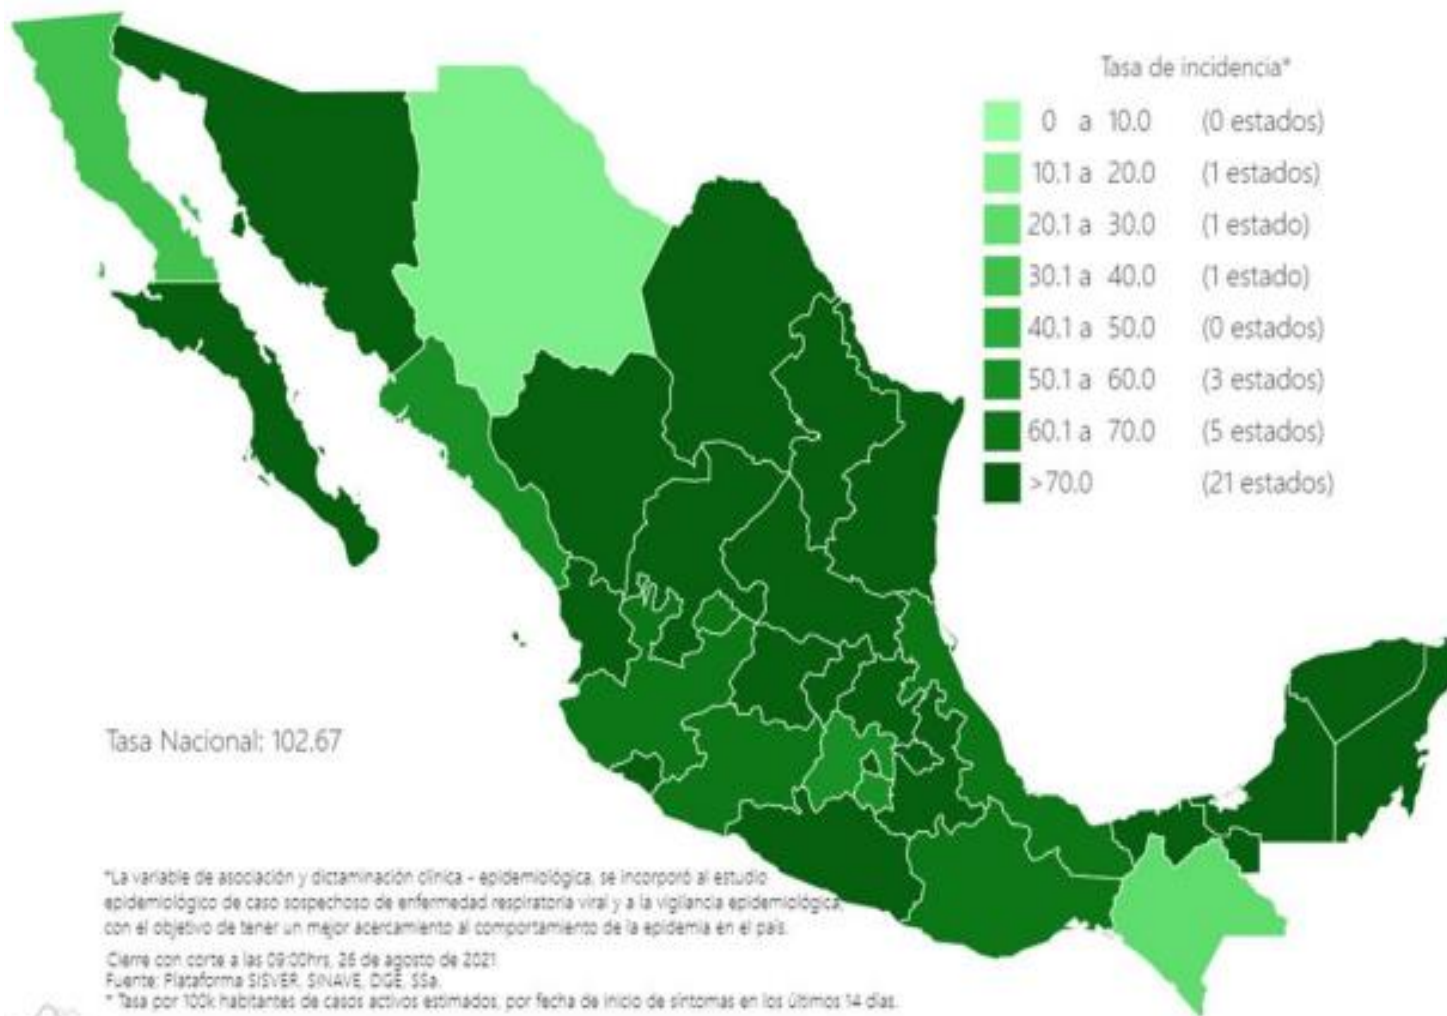 Tasa de incidencia*
0 a 10.0 (0 estados)
10.1 a 20.0 (1 estados)
20.1 a 30.0 (1 estado)
30.1 a 40.0 (1 estado)
40.1 a 50.0 (0 estados)
50.1 a 60.0 (3 estados)
60.1 a 70.0 (5 estados)
>70.0 (21 estados)
Tasa Nacional: 102.67
*La variable de asociación y dictaminación clínica - epidemiológica, se incorporó al estudio
epidemiológico de caso sospechoso de enfermedad respiratoria viral y a la vigilancia epidemiológica,
con el objetivo de tener un mejor acercamiento al comportamiento de la epidemia en el país.
Cierre con corte a las 09:00hrs, 26 de agosto de 2021
Fuente: Plataforma SISVER, SINAVE, DGE, SSa.
* Tasa por 100k habitantes de casos activos estimados, por fecha de inicio de síntomas en los últimos 14 días.